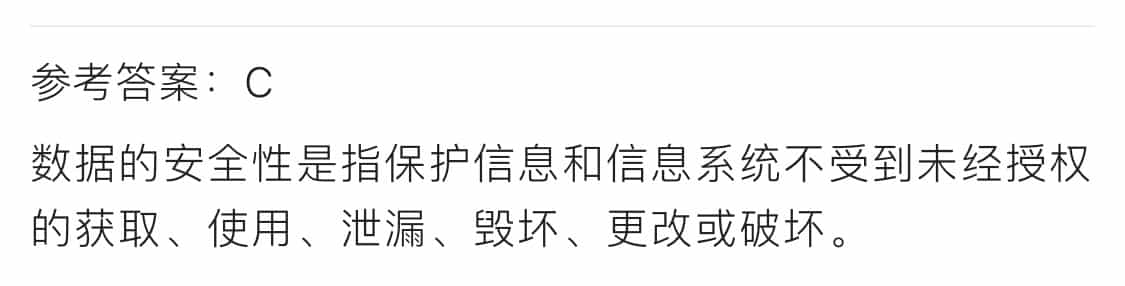 参考答案：C
数据的安全性是指保护信息和信息系统不受到未经授权
的获取、使用、泄漏、毁坏、更改或破坏。